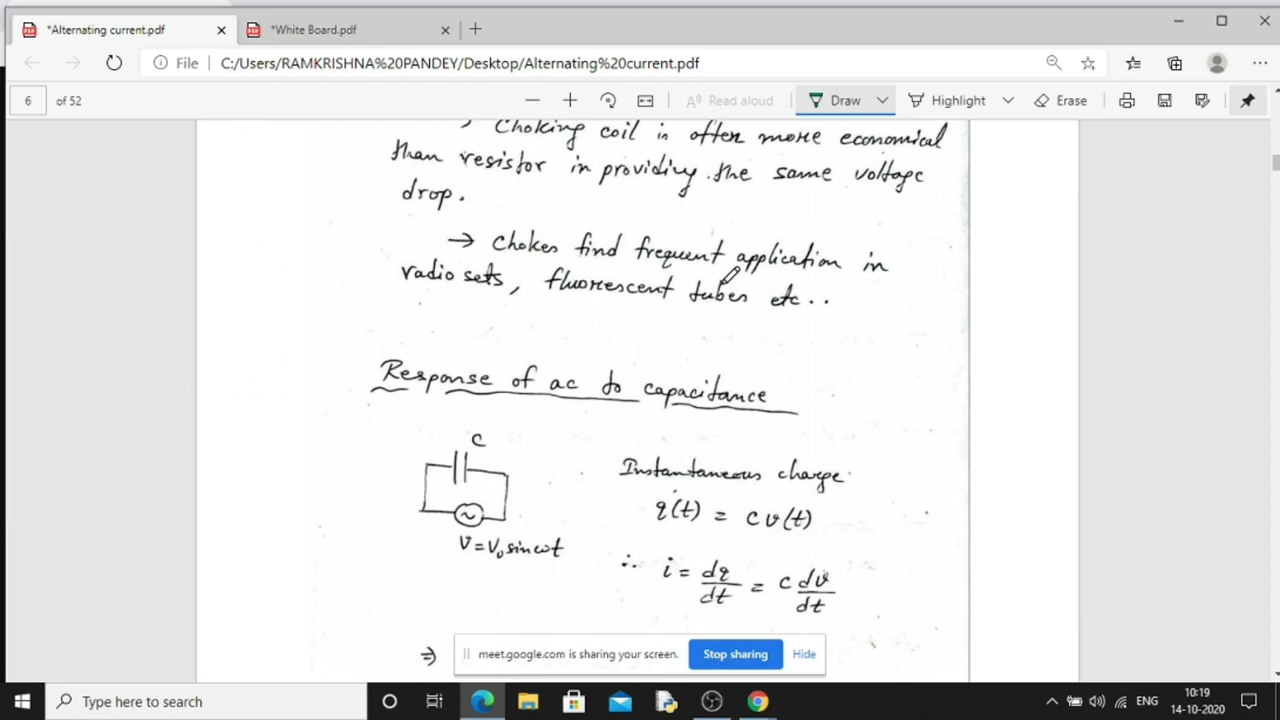 *Alternating current.pdf
*White Board.pdf
File
C:/Users/RAMKRISHNA%20PANDEY/Desktop/Alternating%20current.pdf
6 of 52
Read aloud
Draw
Highlight
Erase
Choking coil is often more economical
than resistor in providing the same voltage
drop.
→ Chokes find frequent application in
radio sets, fluorescent tubes etc..
Response of ac to capacitance
C
V=V₀sinωt
Instantaneous charge
q(t) = cv(t)
∴ i = dq/dt = c dv/dt
⇒
meet.google.com is sharing your screen.
Stop sharing
Hide
Type here to search
ENG
10:19
14-10-2020